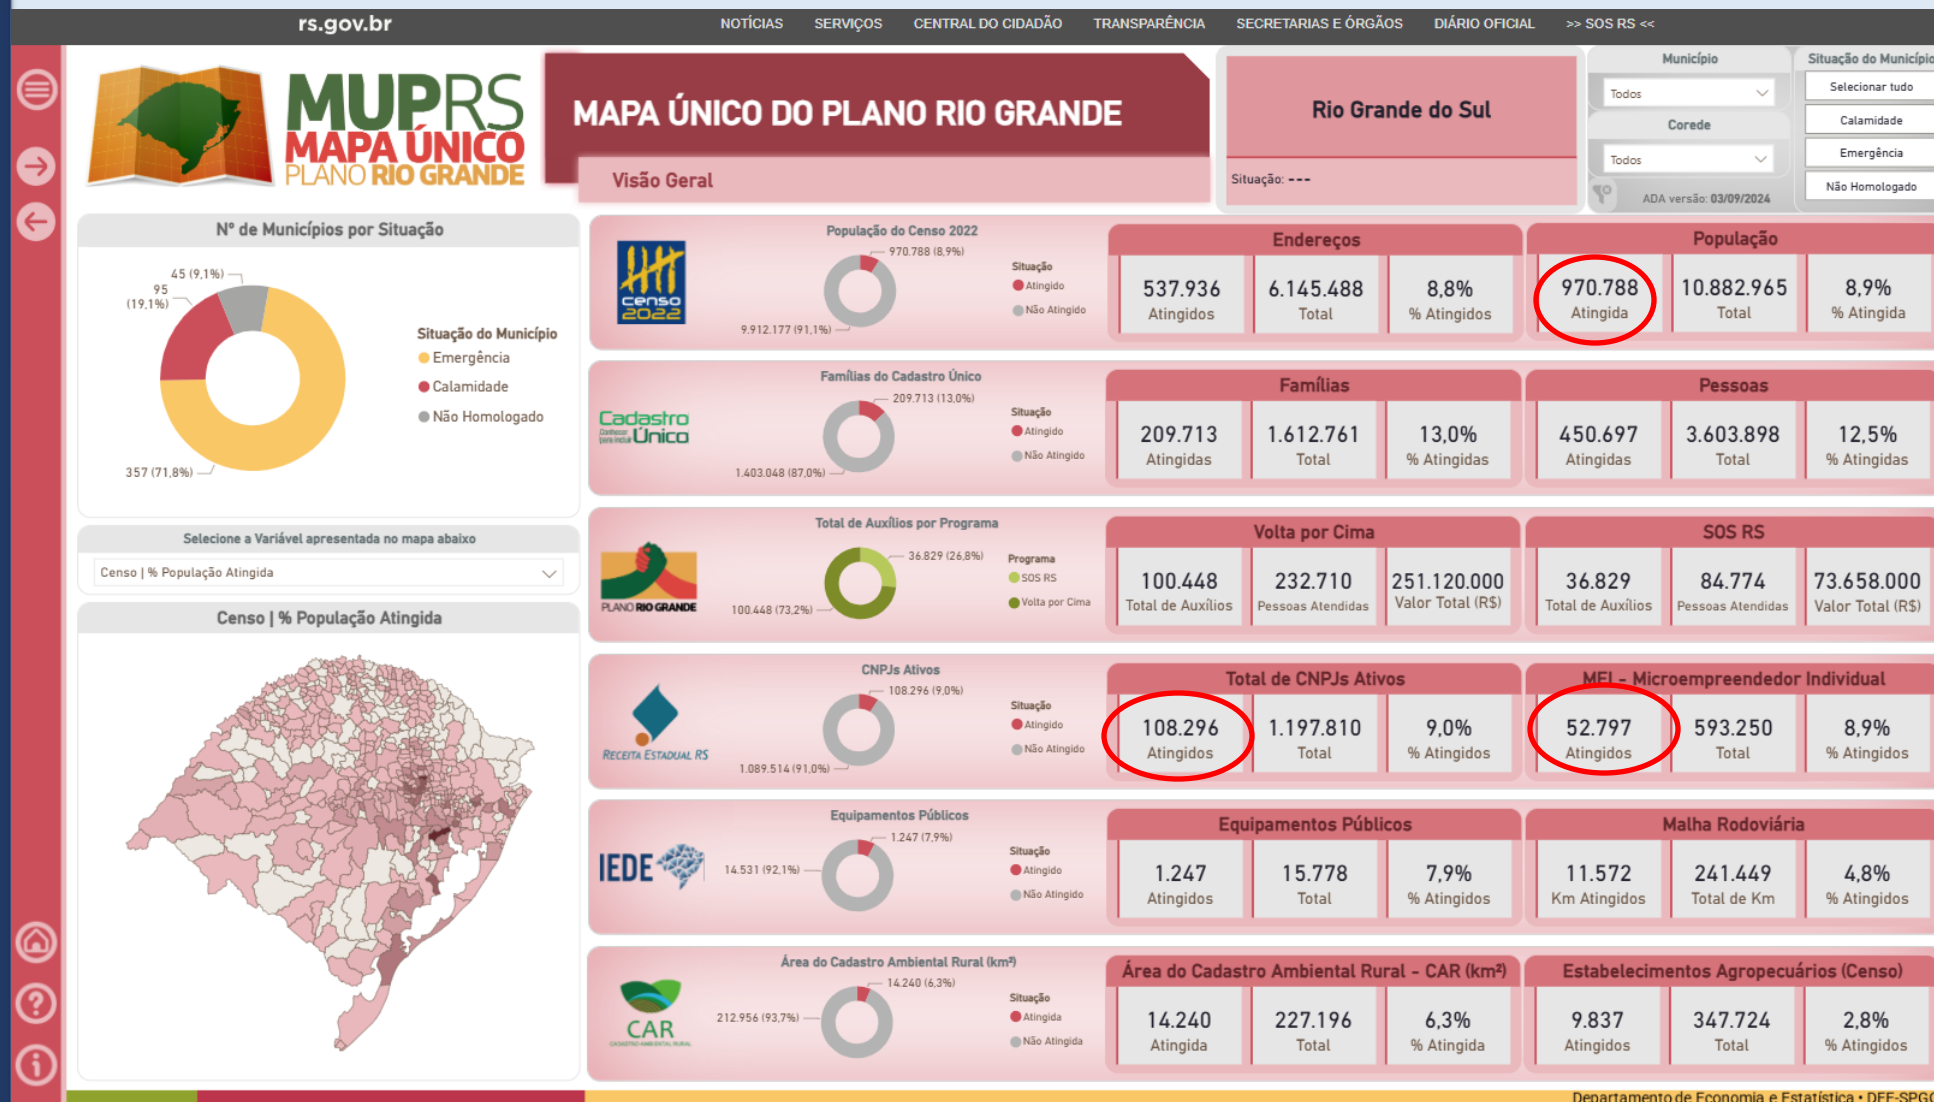 rs.gov.br
NOTÍCIAS SERVIÇOS CENTRAL DO CIDADÃO TRANSPARÊNCIA SECRETARIAS E ÓRGÃOS DIÁRIO OFICIAL >> SOS RS <<
MUPRS
MAPA ÚNICO
PLANO RIO GRANDE
MAPA ÚNICO DO PLANO RIO GRANDE
Visão Geral
Rio Grande do Sul
Situação: ---
Município
Todos
Corede
Todos
ADA versão: 03/09/2024
Situação do Município
Selecionar tudo
Calamidade
Emergência
Não Homologado
N° de Municípios por Situação
45 (9,1%)
95
(19,1%)
357 (71,8%)
Situação do Município
Emergência
Calamidade
Não Homologado
Selecione a Variável apresentada no mapa abaixo
Censo | % População Atingida
Censo | % População Atingida
censo
2022
População do Censo 2022
970.788 (8,9%)
9.912.177 (91,1%)
Situação
Atingido
Não Atingido
Endereços
537.936 6.145.488 8,8%
Atingidos Total % Atingidos
População
970.788 10.882.965 8,9%
Atingida Total % Atingida
Cadastro
Conhecer
para incluir
Único
Famílias do Cadastro Único
209.713 (13,0%)
1.403.048 (87,0%)
Situação
Atingido
Não Atingido
Famílias
209.713 1.612.761 13,0%
Atingidas Total % Atingidas
Pessoas
450.697 3.603.898 12,5%
Atingidas Total % Atingidas
PLANO RIO GRANDE
Total de Auxílios por Programa
36.829 (26,8%)
100.448 (73,2%)
Programa
SOS RS
Volta por Cima
Volta por Cima
100.448 232.710 251.120.000
Total de Auxílios Pessoas Atendidas Valor Total (R$)
SOS RS
36.829 84.774 73.658.000
Total de Auxílios Pessoas Atendidas Valor Total (R$)
RECEITA ESTADUAL RS
CNPJs Ativos
108.296 (9,0%)
1.089.514 (91,0%)
Situação
Atingido
Não Atingido
Total de CNPJs Ativos
108.296 1.197.810 9,0%
Atingidos Total % Atingidos
MEI - Microempreendedor Individual
52.797 593.250 8,9%
Atingidos Total % Atingidos
IEDE
Equipamentos Públicos
1.247 (7,9%)
14.531 (92,1%)
Situação
Atingido
Não Atingido
Equipamentos Públicos
1.247 15.778 7,9%
Atingidos Total % Atingidos
Malha Rodoviária
11.572 241.449 4,8%
Km Atingidos Total de Km % Atingidos
CAR
CADASTRO AMBIENTAL RURAL
Área do Cadastro Ambiental Rural (km²)
14.240 (6,3%)
212.956 (93,7%)
Situação
Atingida
Não Atingida
Área do Cadastro Ambiental Rural - CAR (km²)
14.240 227.196 6,3%
Atingida Total % Atingida
Estabelecimentos Agropecuários (Censo)
9.837 347.724 2,8%
Atingidos Total % Atingidos
Departamento de Economia e Estatística • DEE-SPGG